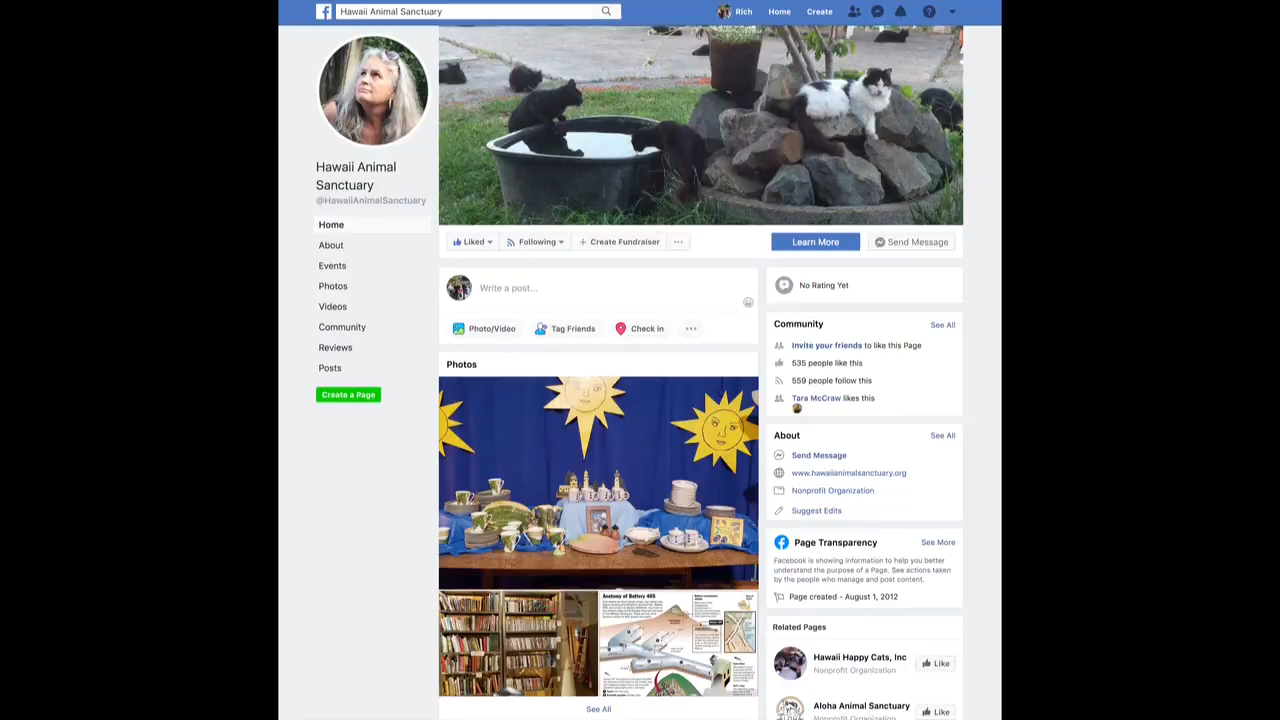 Hawaii Animal Sanctuary
Rich
Home
Create
Hawaii Animal
Sanctuary
@HawaiiAnimalSanctuary
Home
About
Events
Photos
Videos
Community
Reviews
Posts
Create a Page
Liked
Following
Create Fundraiser
Learn More
Send Message
Write a post...
Photo/Video
Tag Friends
Check in
Photos
Anatomy of Battery 405
See All
No Rating Yet
Community
See All
Invite your friends to like this Page
535 people like this
559 people follow this
Tara McCraw likes this
About
See All
Send Message
www.hawaiianimalsanctuary.org
Nonprofit Organization
Suggest Edits
Page Transparency
See More
Facebook is showing information to help you better
understand the purpose of a Page. See actions taken
by the people who manage and post content.
Page created - August 1, 2012
Related Pages
Hawaii Happy Cats, Inc
Nonprofit Organization
Like
Aloha Animal Sanctuary
Nonprofit Organization
Like